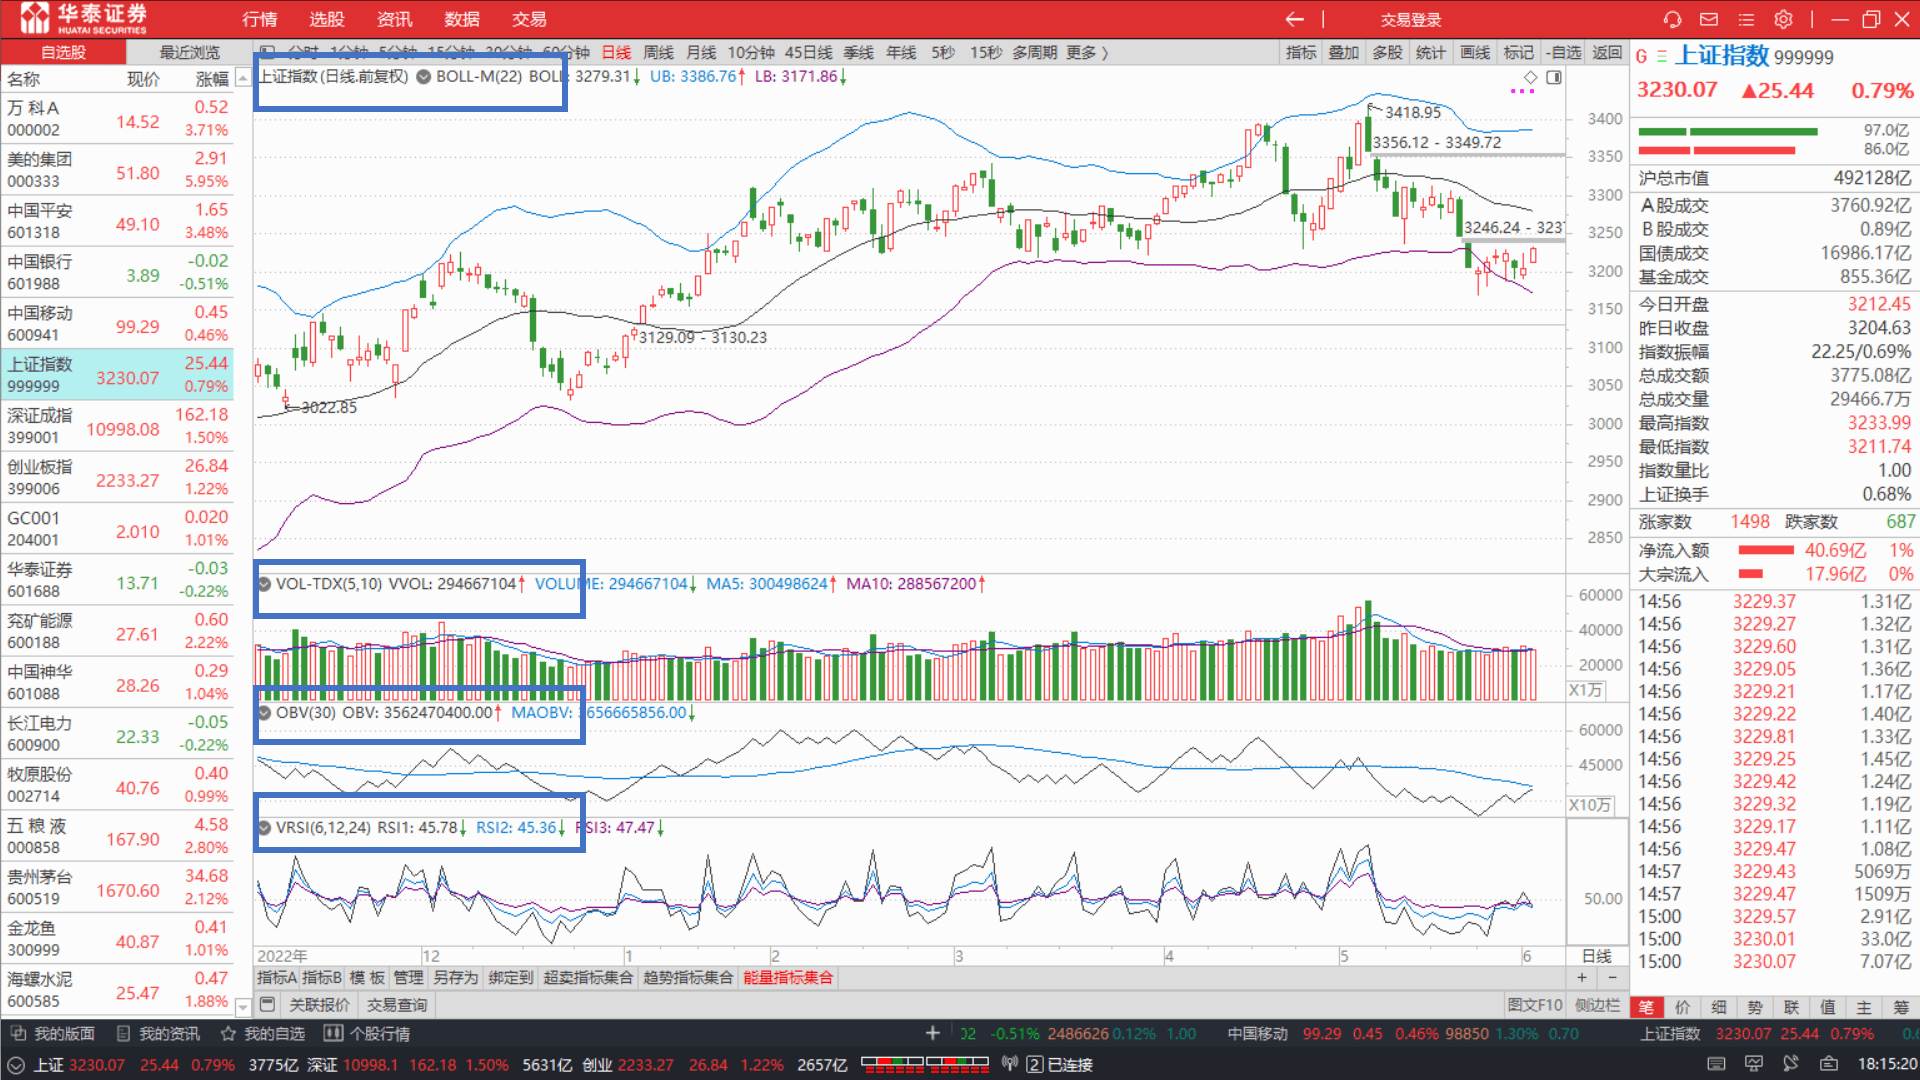 华泰证券
HUATAI SECURITIES
行情 选股 资讯 数据 交易
交易登录
自选股 最近浏览
日线 周线 月线 10分钟 45日线 季线 年线 5秒 15秒 多周期 更多 〉
指标 叠加 多股 统计 画线 标记 -自选 返回
名称 现价 涨幅
万 科A 000002 14.52 0.52 3.71%
美的集团 000333 51.80 2.91 5.95%
中国平安 601318 49.10 1.65 3.48%
中国银行 601988 3.89 -0.02 -0.51%
中国移动 600941 99.29 0.45 0.46%
上证指数 999999 3230.07 25.44 0.79%
深证成指 399001 10998.08 162.18 1.50%
创业板指 399006 2233.27 26.84 1.22%
GC001 204001 2.010 0.020 1.01%
华泰证券 601688 13.71 -0.03 -0.22%
兖矿能源 600188 27.61 0.60 2.22%
中国神华 601088 28.26 0.29 1.04%
长江电力 600900 22.33 -0.05 -0.22%
牧原股份 002714 40.76 0.40 0.99%
五 粮 液 000858 167.90 4.58 2.80%
贵州茅台 600519 1670.60 34.68 2.12%
金龙鱼 300999 40.87 0.41 1.01%
海螺水泥 600585 25.47 0.47 1.88%
上证指数(日线,前复权) BOLL-M(22) BOLL: 3279.31↓ UB: 3386.76↑ LB: 3171.86↓
3418.95
3356.12 - 3349.72
3246.24 - 323
3129.09 - 3130.23
3022.85
3400
3350
3300
3250
3200
3150
3100
3050
3000
2950
2900
2850
VOL-TDX(5,10) VVOL: 294667104↑ VOLUME: 294667104↓ MA5: 300498624↑ MA10: 288567200↑
60000
40000
20000
X1万
OBV(30) OBV: 3562470400.00↑ MAOBV: 3656665856.00↓
60000
45000
X10万
VRSI(6,12,24) RSI1: 45.78↓ RSI2: 45.36↓ RSI3: 47.47↓
50.00
2022年 12 1 2 3 4 5 6 日线
指标A 指标B 模 板 管理 另存为 绑定到 超卖指标集合 趋势指标集合 能量指标集合 + −
关联报价 交易查询 图文F10 侧边栏
G 上证指数 999999
3230.07 ▲25.44 0.79%
97.0亿
86.0亿
沪总市值 492128亿
A股成交 3760.92亿
B股成交 0.89亿
国债成交 16986.17亿
基金成交 855.36亿
今日开盘 3212.45
昨日收盘 3204.63
指数振幅 22.25/0.69%
总成交额 3775.08亿
总成交量 29466.7万
最高指数 3233.99
最低指数 3211.74
指数量比 1.00
上证换手 0.68%
涨家数 1498 跌家数 687
净流入额 40.69亿 1%
大宗流入 17.96亿 0%
14:56 3229.37 1.31亿
14:56 3229.27 1.32亿
14:56 3229.60 1.31亿
14:56 3229.05 1.36亿
14:56 3229.21 1.17亿
14:56 3229.22 1.40亿
14:56 3229.81 1.33亿
14:56 3229.25 1.45亿
14:56 3229.42 1.24亿
14:56 3229.32 1.19亿
14:56 3229.17 1.11亿
14:56 3229.47 1.08亿
14:57 3229.43 5069万
14:57 3229.47 1509万
15:00 3229.57 2.91亿
15:00 3230.01 33.0亿
15:00 3230.07 7.07亿
笔 价 细 势 联 值 主 筹
我的版面 我的资讯 我的自选 个股行情 + -0.51% 2486626 0.12% 1.00 中国移动 99.29 0.45 0.46% 98850 1.30% 0.70 上证指数 3230.07 25.44 0.79%
上证 3230.07 25.44 0.79% 3775亿 深证 10998.1 162.18 1.50% 5631亿 创业 2233.27 26.84 1.22% 2657亿 2 已连接 18:15:20